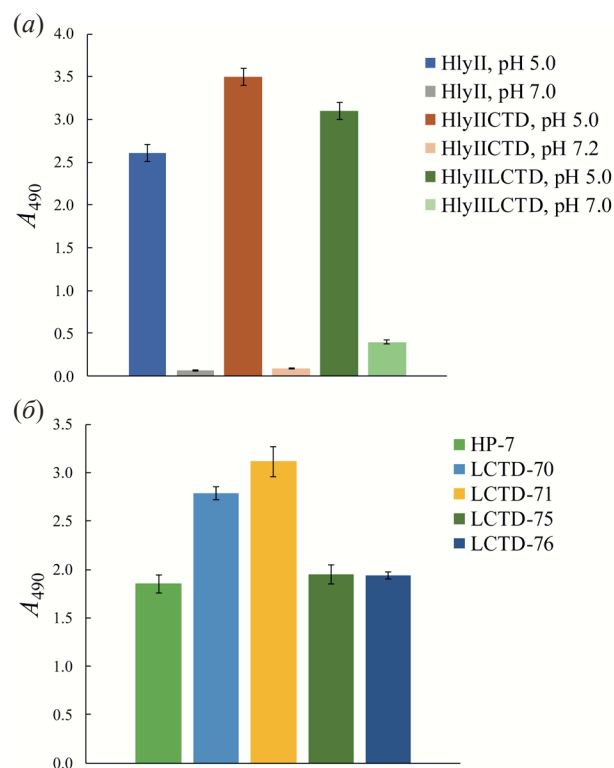 (а)
4.0
3.5
3.0
2.5
2.0
1.5
1.0
0.5
0.0
A490
HlyII, pH 5.0
HlyII, pH 7.0
HlyIICTD, pH 5.0
HlyIICTD, pH 7.2
HlyIILCTD, pH 5.0
HlyIILCTD, pH 7.0
(б)
3.5
3.0
2.5
2.0
1.5
1.0
0.5
0.0
A490
HP-7
LCTD-70
LCTD-71
LCTD-75
LCTD-76